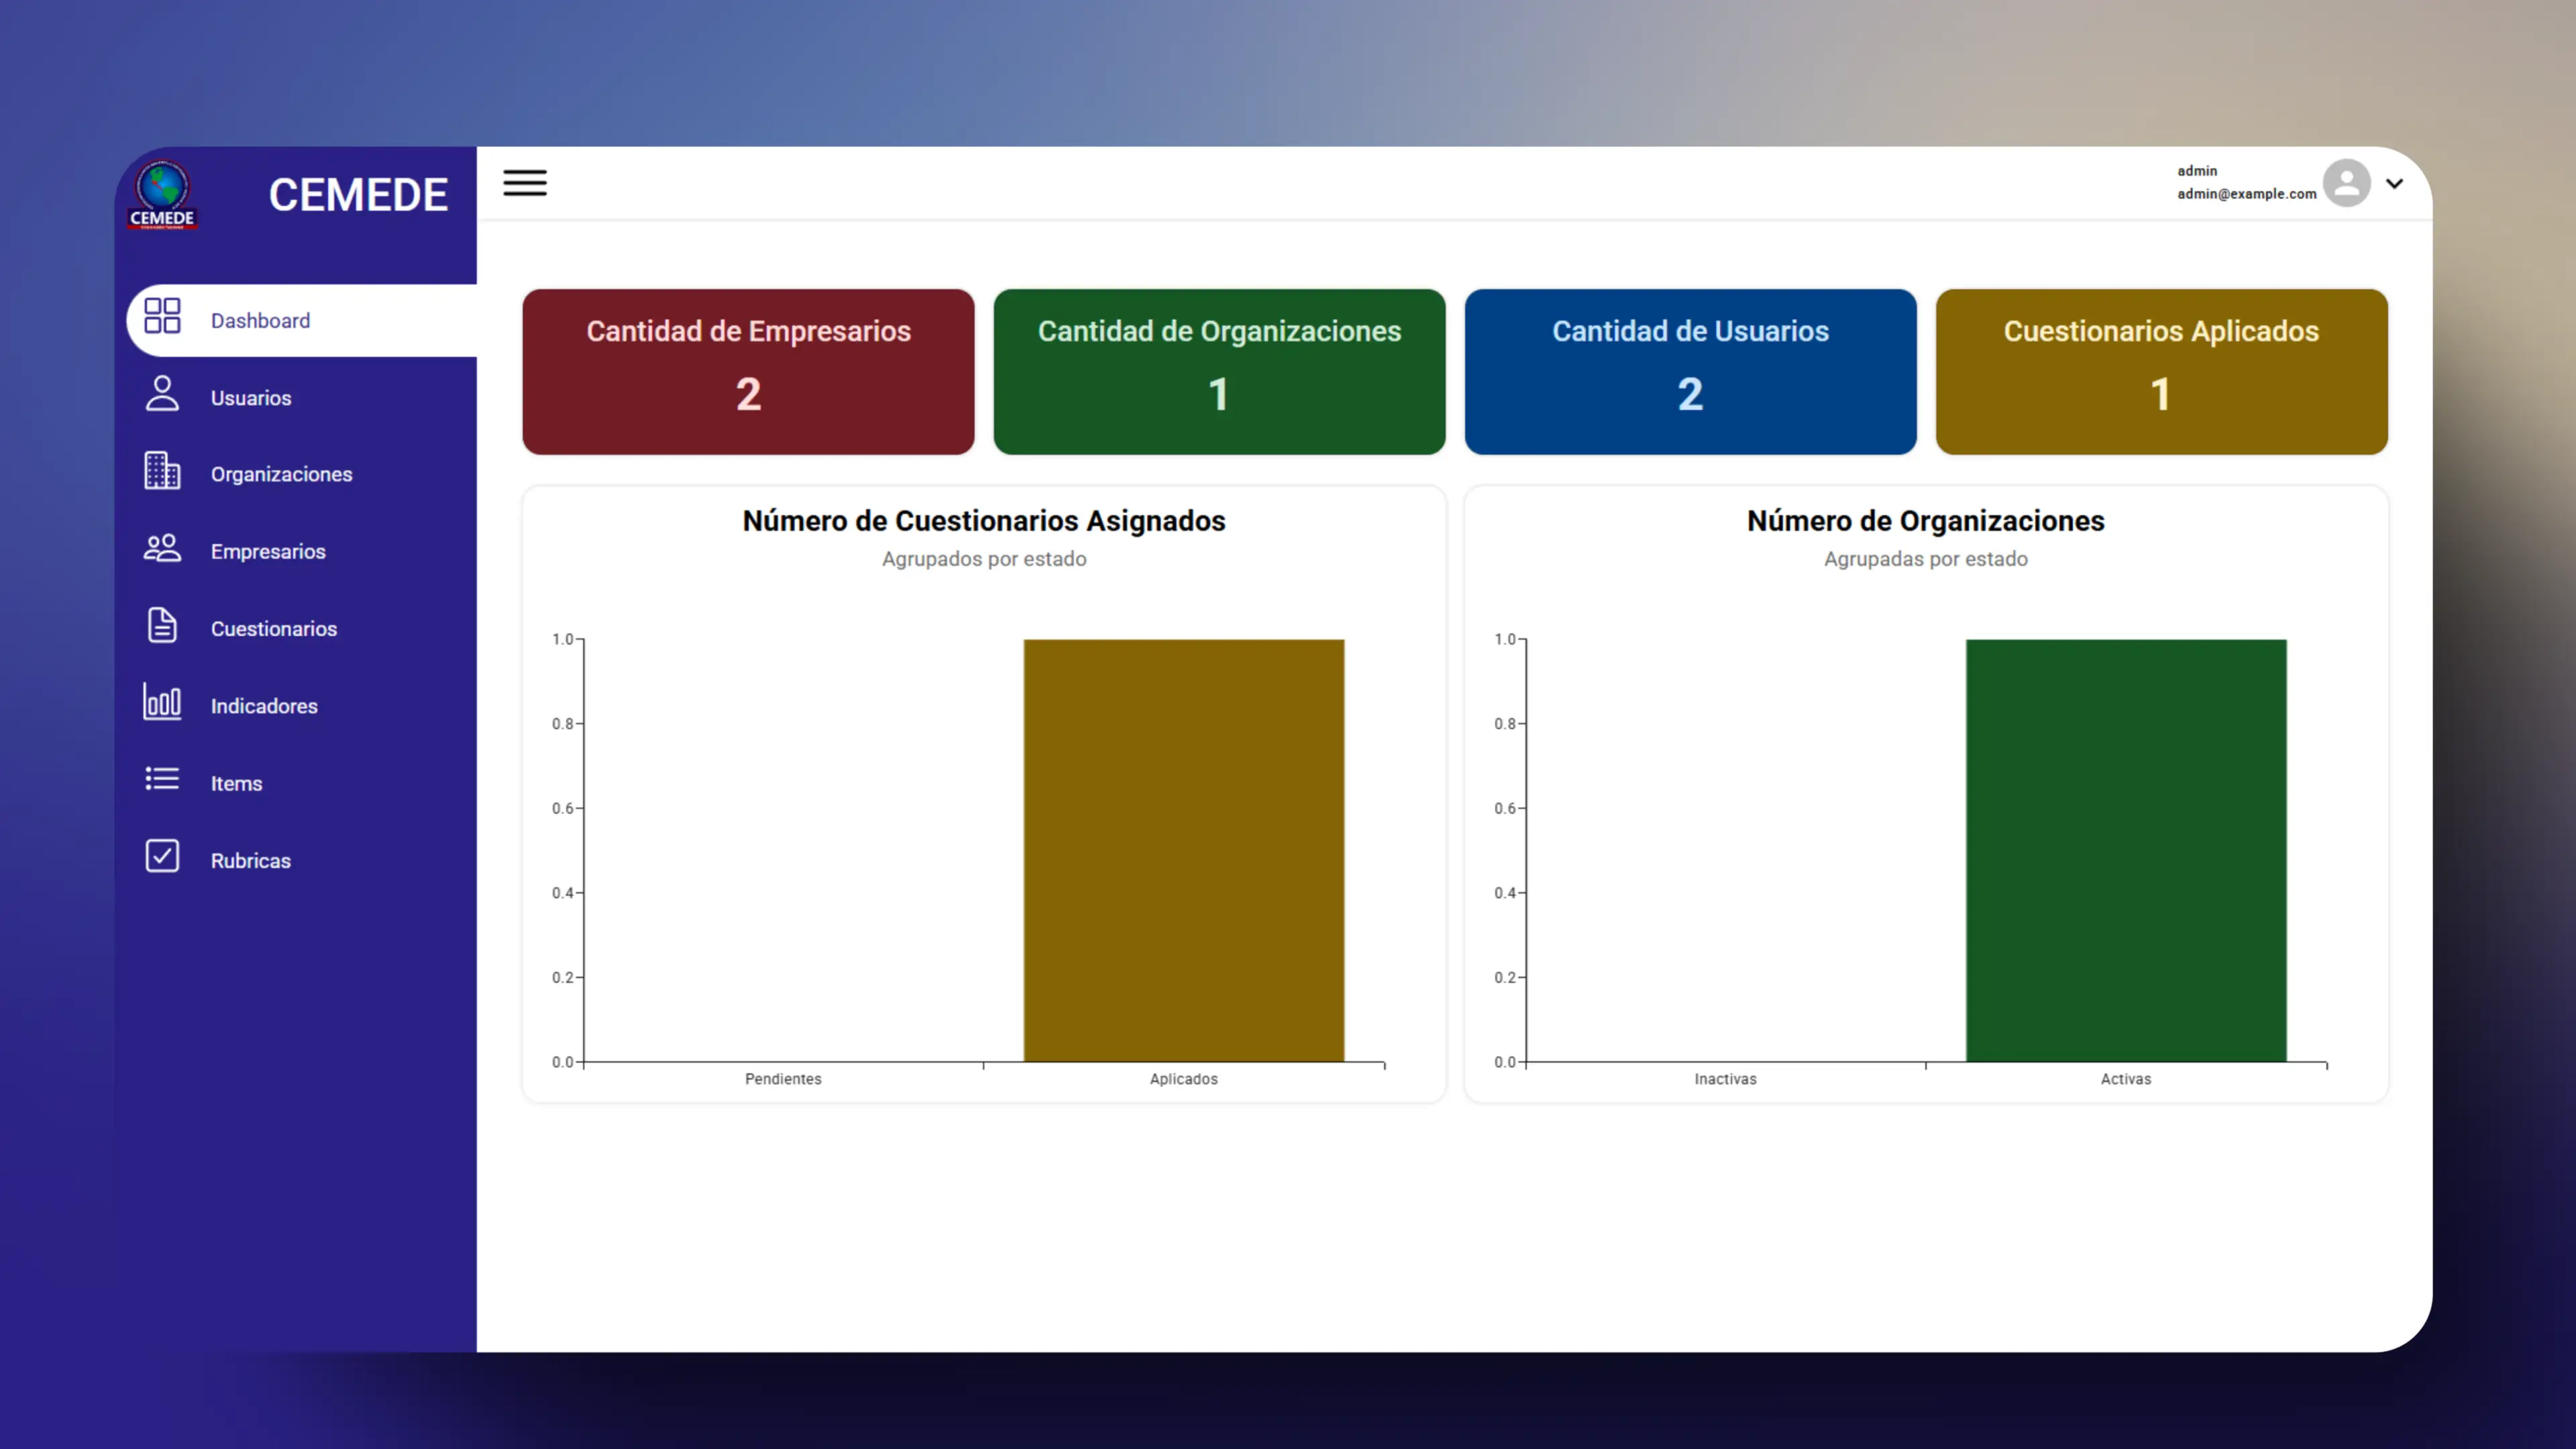 CEMEDE
CEMEDE
admin
admin@example.com
Dashboard
Usuarios
Organizaciones
Empresarios
Cuestionarios
Indicadores
Items
Rubricas
Cantidad de Empresarios
2
Cantidad de Organizaciones
1
Cantidad de Usuarios
2
Cuestionarios Aplicados
1
Número de Cuestionarios Asignados
Agrupados por estado
1.0
0.8
0.6
0.4
0.2
0.0
Pendientes
Aplicados
Número de Organizaciones
Agrupadas por estado
1.0
0.8
0.6
0.4
0.2
0.0
Inactivas
Activas